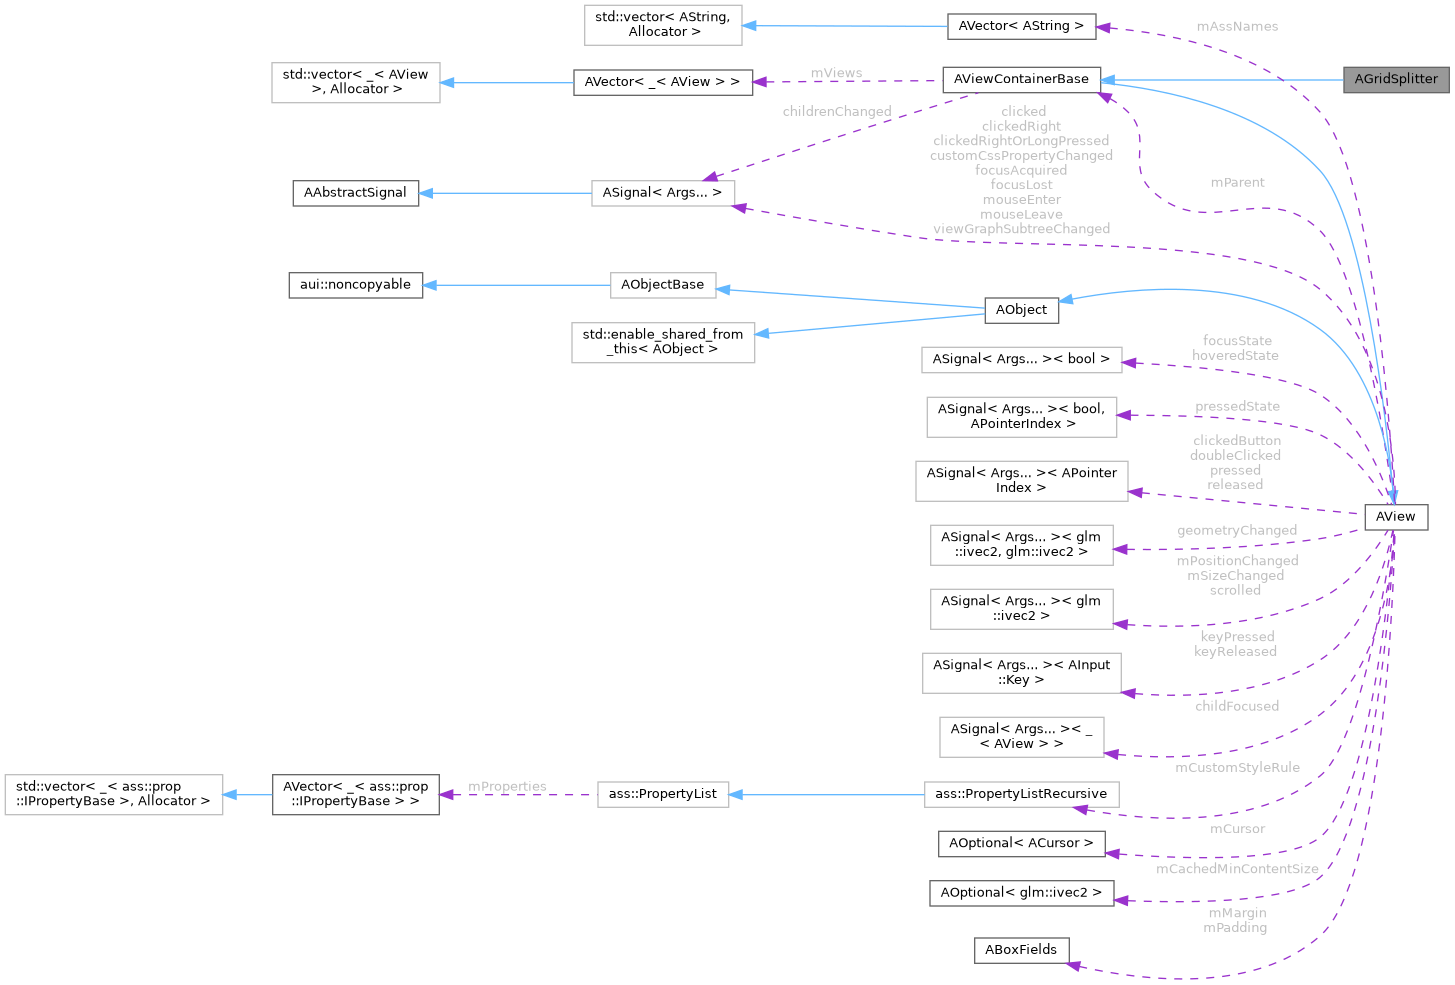 std::vector< AString,
Allocator >
AVector< AString >
mAssNames
std::vector< _< AView
>, Allocator >
AVector< _< AView > >
mViews
AViewContainerBase
AGridSplitter
childrenChanged
clicked
clickedRight
clickedRightOrLongPressed
customCssPropertyChanged
focusAcquired
focusLost
mouseEnter
mouseLeave
viewGraphSubtreeChanged
mParent
AAbstractSignal
ASignal< Args... >
aui::noncopyable
AObjectBase
AObject
std::enable_shared_from
_this< AObject >
focusState
hoveredState
ASignal< Args... >< bool >
pressedState
ASignal< Args... >< bool,
APointerIndex >
clickedButton
doubleClicked
pressed
released
ASignal< Args... >< APointer
Index >
AView
geometryChanged
ASignal< Args... >< glm
::ivec2, glm::ivec2 >
mPositionChanged
mSizeChanged
scrolled
ASignal< Args... >< glm
::ivec2 >
keyPressed
keyReleased
ASignal< Args... >< AInput
::Key >
childFocused
ASignal< Args... >< _
< AView > >
mCustomStyleRule
std::vector< _< ass::prop
::IPropertyBase >, Allocator >
AVector< _< ass::prop
::IPropertyBase > >
mProperties
ass::PropertyList
ass::PropertyListRecursive
mCursor
AOptional< ACursor >
mCachedMinContentSize
AOptional< glm::ivec2 >
mMargin
mPadding
ABoxFields